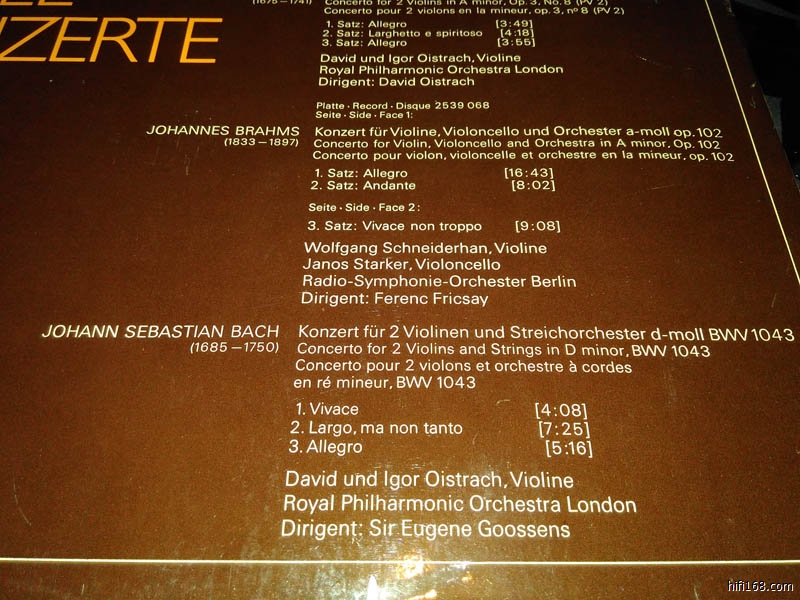 KONZERTE
(1675–1741)
Concerto for 2 Violins in A minor, Op. 3, No. 8 (PV 2)
Concerto pour 2 violons en la mineur, op. 3, nº 8 (PV 2)
1. Satz: Allegro [3:49]
2. Satz: Larghetto e spiritoso [4:18]
3. Satz: Allegro [3:55]
David und Igor Oistrach, Violine
Royal Philharmonic Orchestra London
Dirigent: David Oistrach
Platte · Record · Disque 2539 068
Seite · Side · Face 1:
JOHANNES BRAHMS
(1833–1897)
Konzert für Violine, Violoncello und Orchester a-moll op. 102
Concerto for Violin, Violoncello and Orchestra in A minor, Op. 102
Concerto pour violon, violoncelle et orchestre en la mineur, op. 102
1. Satz: Allegro [16:43]
2. Satz: Andante [8:02]
Seite · Side · Face 2:
3. Satz: Vivace non troppo [9:08]
Wolfgang Schneiderhan, Violine
Janos Starker, Violoncello
Radio-Symphonie-Orchester Berlin
Dirigent: Ferenc Fricsay
JOHANN SEBASTIAN BACH
(1685–1750)
Konzert für 2 Violinen und Streichorchester d-moll BWV 1043
Concerto for 2 Violins and Strings in D minor, BWV 1043
Concerto pour 2 violons et orchestre à cordes
en ré mineur, BWV 1043
1. Vivace [4:08]
2. Largo, ma non tanto [7:25]
3. Allegro [5:16]
David und Igor Oistrach, Violine
Royal Philharmonic Orchestra London
Dirigent: Sir Eugene Goossens
hifi168.com